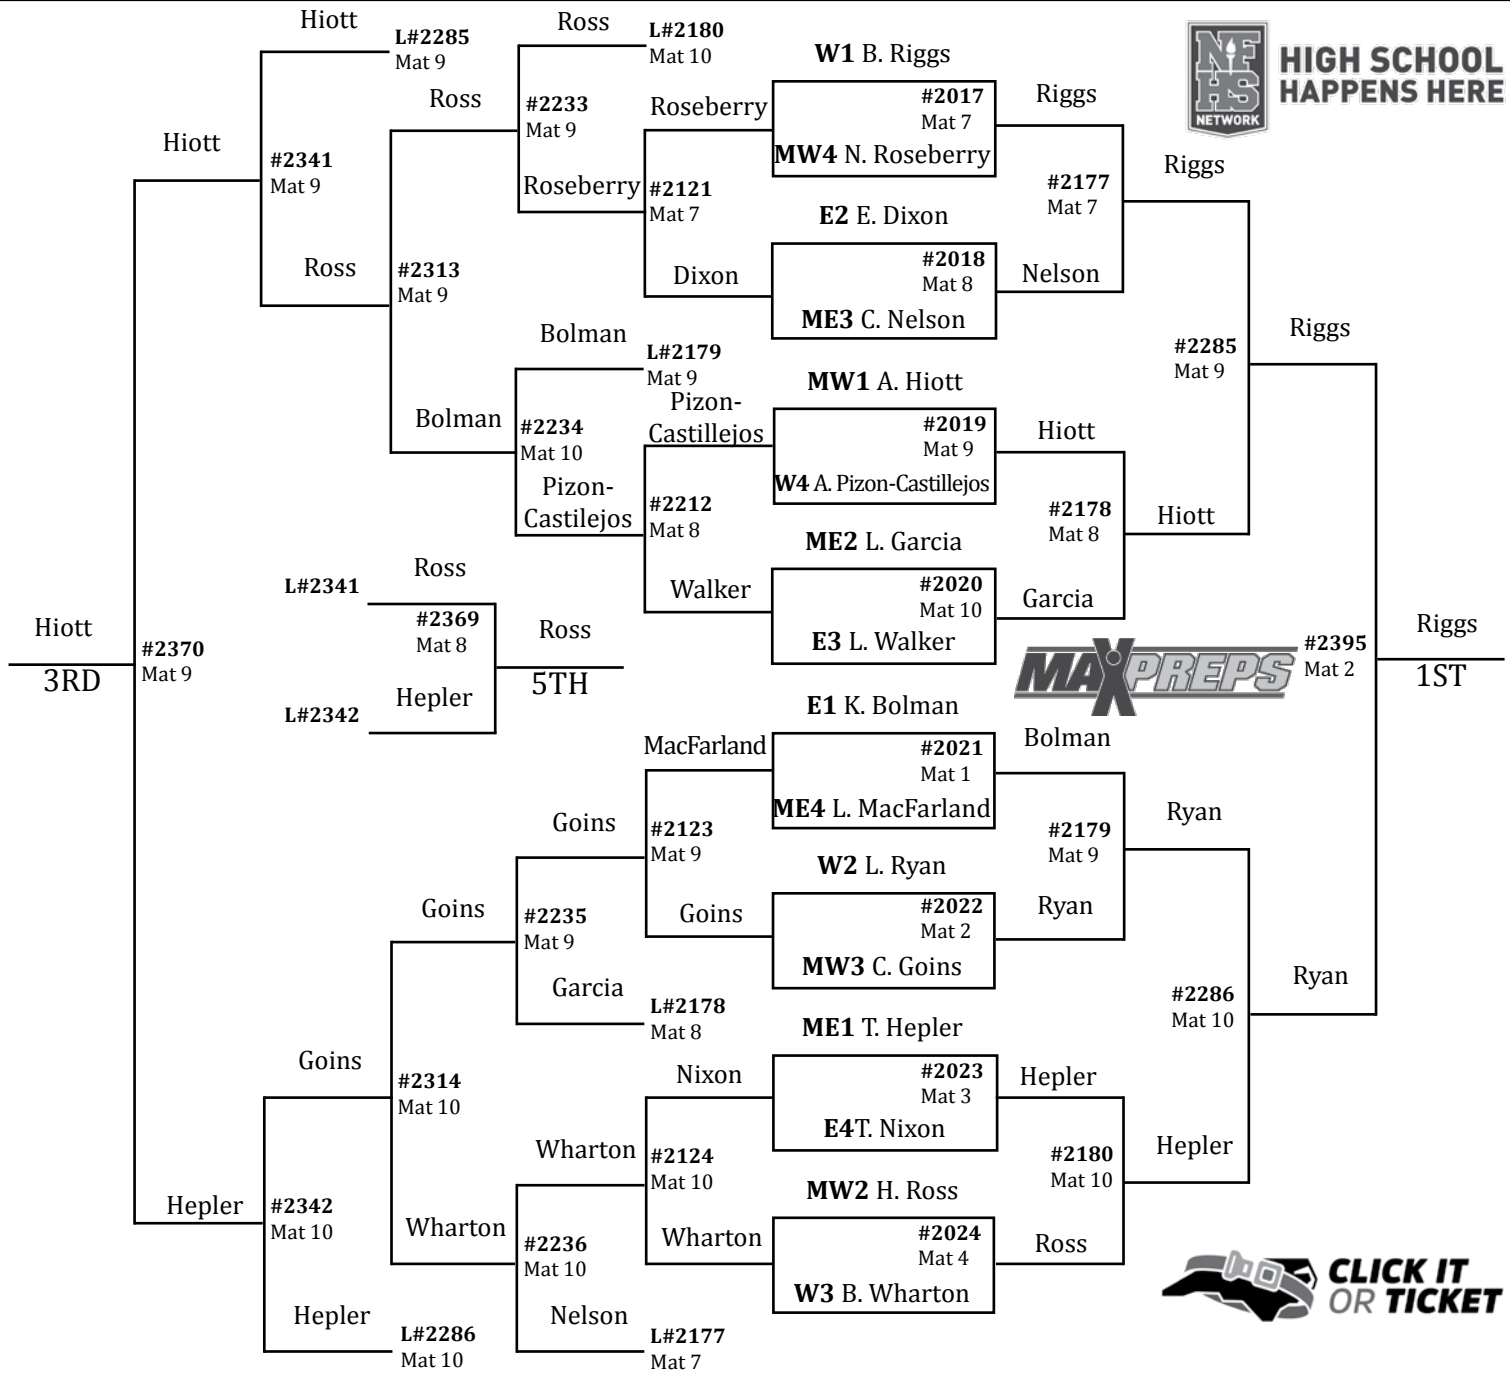 Hiott
L#2285
Mat 9
Ross
L#2180
Mat 10
W1 B. Riggs
NFHS
NETWORK
HIGH SCHOOL
HAPPENS HERE
Ross
#2233
Mat 9
Roseberry
#2017
Mat 7
Riggs
Hiott
#2341
Mat 9
Roseberry
#2121
Mat 7
MW4 N. Roseberry
#2177
Mat 7
Riggs
E2 E. Dixon
Ross
#2313
Mat 9
Dixon
#2018
Mat 8
Nelson
ME3 C. Nelson
Bolman
L#2179
Mat 9
#2285
Mat 9
Riggs
MW1 A. Hiott
Bolman
#2234
Mat 10
Pizon-
Castillejos
#2019
Mat 9
Hiott
W4 A. Pizon-Castillejos
Pizon-
Castilejos
#2212
Mat 8
#2178
Mat 8
Hiott
ME2 L. Garcia
Ross
L#2341
Walker
#2020
Mat 10
Garcia
Hiott
3RD
#2370
Mat 9
#2369
Mat 8
Ross
5TH
E3 L. Walker
MAXPREPS
#2395
Mat 2
Riggs
1ST
Hepler
L#2342
E1 K. Bolman
MacFarland
#2021
Mat 1
Bolman
ME4 L. MacFarland
Goins
#2123
Mat 9
#2179
Mat 9
Ryan
W2 L. Ryan
Goins
#2235
Mat 9
Goins
#2022
Mat 2
Ryan
MW3 C. Goins
Garcia
L#2178
Mat 8
#2286
Mat 10
Ryan
ME1 T. Hepler
Goins
#2314
Mat 10
Nixon
#2023
Mat 3
Hepler
E4T. Nixon
Wharton
#2124
Mat 10
#2180
Mat 10
Hepler
MW2 H. Ross
Hepler
#2342
Mat 10
Wharton
#2236
Mat 10
Wharton
#2024
Mat 4
Ross
W3 B. Wharton
Hepler
L#2286
Mat 10
Nelson
L#2177
Mat 7
CLICK IT
OR TICKET